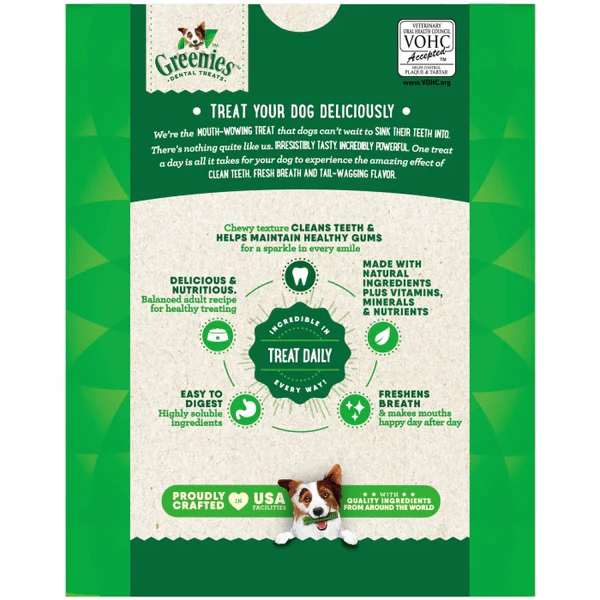 Greenies™
• DENTAL TREATS •
VETERINARY
ORAL HEALTH COUNCIL
VOHC
Accepted™
HELPS CONTROL
PLAQUE & TARTAR
www.VOHC.org
• TREAT YOUR DOG DELICIOUSLY •
We're the MOUTH-WOWING TREAT that dogs can't wait to SINK THEIR TEETH INTO.
There's nothing quite like us. IRRESISTIBLY TASTY. INCREDIBLY POWERFUL. One treat
a day is all it takes for your dog to experience the amazing effect of
CLEAN TEETH, FRESH BREATH AND TAIL-WAGGING FLAVOR.
Chewy texture CLEANS TEETH &
HELPS MAINTAIN HEALTHY GUMS
for a sparkle in every smile
DELICIOUS &
NUTRITIOUS.
Balanced adult recipe
for healthy treating
MADE WITH
NATURAL
INGREDIENTS
PLUS VITAMINS,
MINERALS
& NUTRIENTS
INCREDIBLE IN
TREAT DAILY
EVERY WAY!
EASY TO
DIGEST
Highly soluble
ingredients
FRESHENS
BREATH
& makes mouths
happy day after day
PROUDLY
CRAFTED
IN
USA
FACILITIES
★★ WITH ★★
QUALITY INGREDIENTS
FROM AROUND THE WORLD